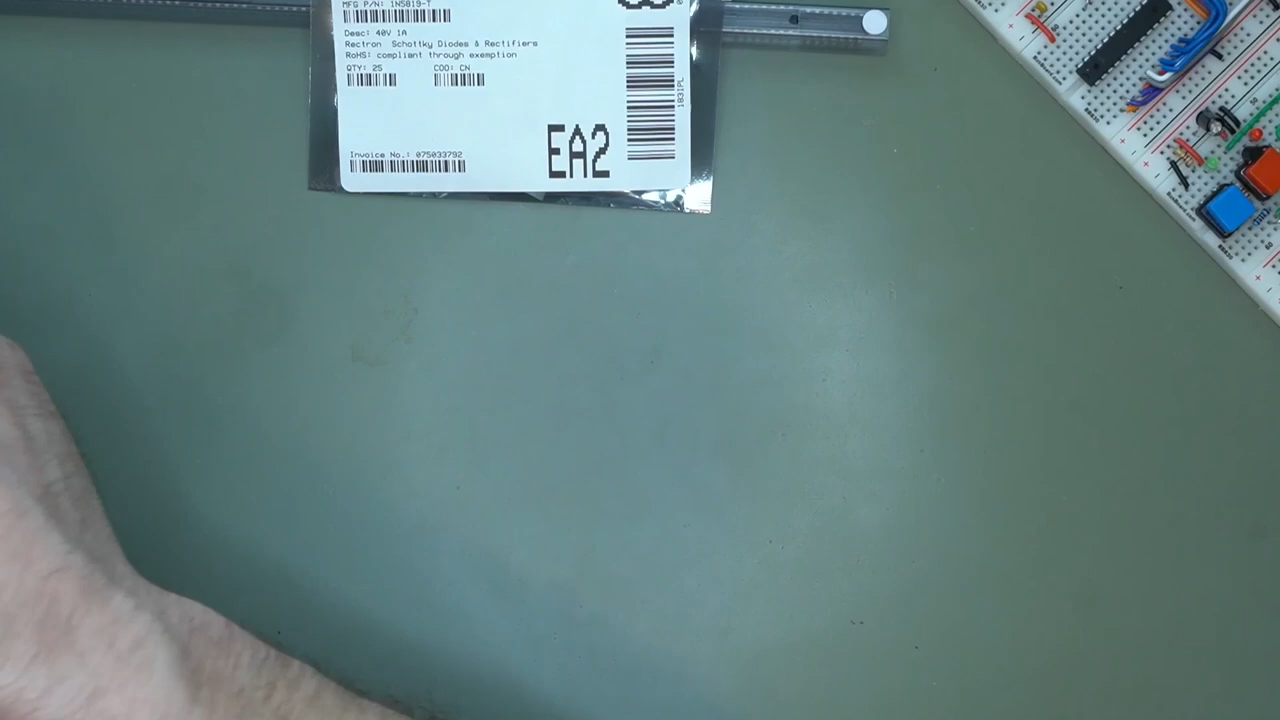 MFG P/N: 1N5819-T
Desc: 40V 1A
Rectron Schottky Diodes & Rectifiers
RoHS: compliant through exemption
QTY: 25 COO: CN
1831PL
EA2
Invoice No.: 075033792